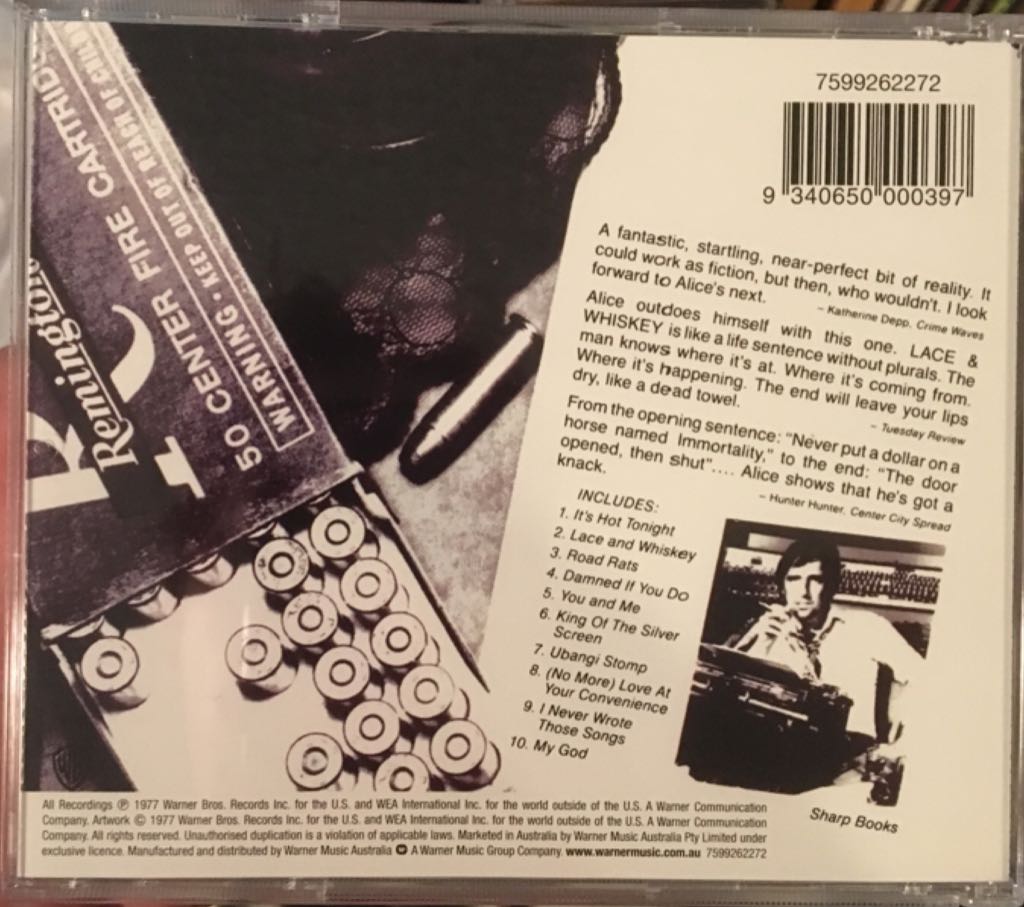 7599262272
9 340650 000397
Remington
50 CENTER FIRE CARTRID
WARNING • KEEP OUT OF REACH OF CHILD
A fantastic, startling, near-perfect bit of reality. It
could work as fiction, but then, who wouldn't. I look
forward to Alice's next.
– Katherine Depp, Crime Waves
Alice outdoes himself with this one. LACE &
WHISKEY is like a life sentence without plurals. The
man knows where it's at. Where it's coming from.
Where it's happening. The end will leave your lips
dry, like a dead towel.
– Tuesday Review
From the opening sentence: "Never put a dollar on a
horse named Immortality," to the end: "The door
opened, then shut".... Alice shows that he's got a
knack.
– Hunter Hunter, Center City Spread
INCLUDES:
1. It's Hot Tonight
2. Lace and Whiskey
3. Road Rats
4. Damned If You Do
5. You and Me
6. King Of The Silver
Screen
7. Ubangi Stomp
8. (No More) Love At
Your Convenience
9. I Never Wrote
Those Songs
10. My God
Sharp Books
All Recordings ℗ 1977 Warner Bros. Records Inc. for the U.S. and WEA International Inc. for the world outside of the U.S. A Warner Communication
Company. Artwork © 1977 Warner Bros. Records Inc. for the U.S. and WEA International Inc. for the world outside of the U.S. A Warner Communication
Company. All rights reserved. Unauthorised duplication is a violation of applicable laws. Marketed in Australia by Warner Music Australia Pty Limited under
exclusive licence. Manufactured and distributed by Warner Music Australia A Warner Music Group Company. www.warnermusic.com.au 7599262272